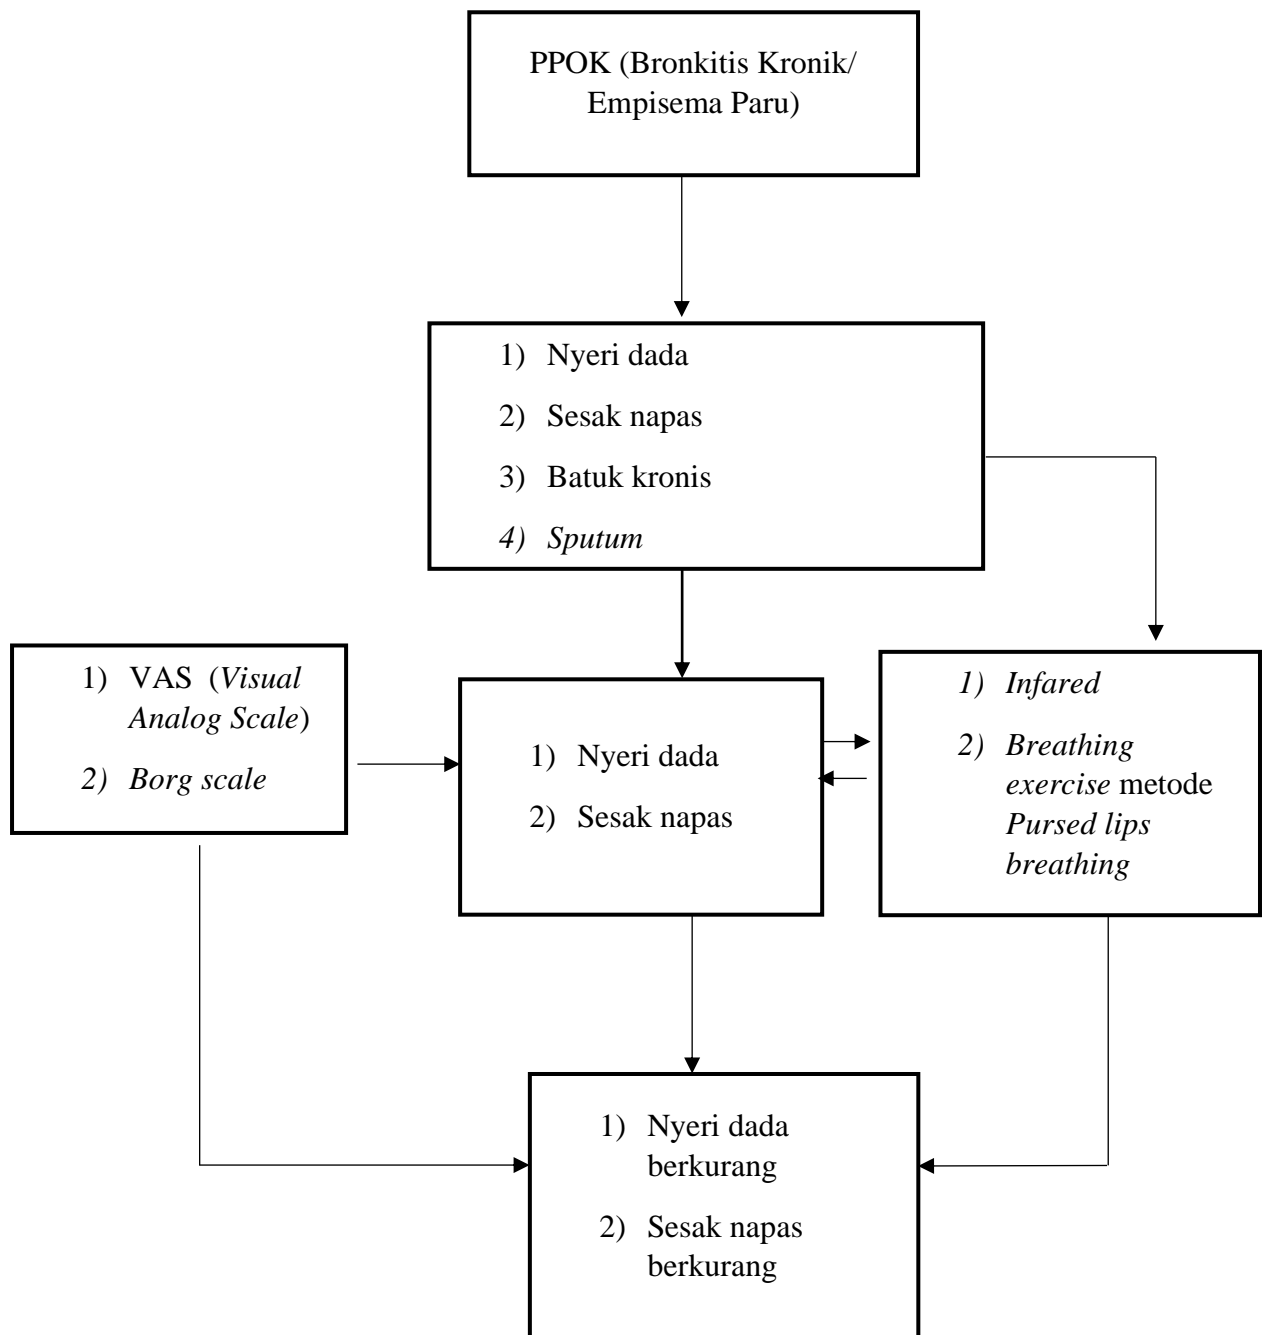 PPOK (Bronkitis Kronik/
Empisema Paru)
1) Nyeri dada
2) Sesak napas
3) Batuk kronis
4) Sputum
1) VAS (Visual
Analog Scale)
2) Borg scale
1) Nyeri dada
2) Sesak napas
1) Infared
2) Breathing
exercise metode
Pursed lips
breathing
1) Nyeri dada
berkurang
2) Sesak napas
berkurang